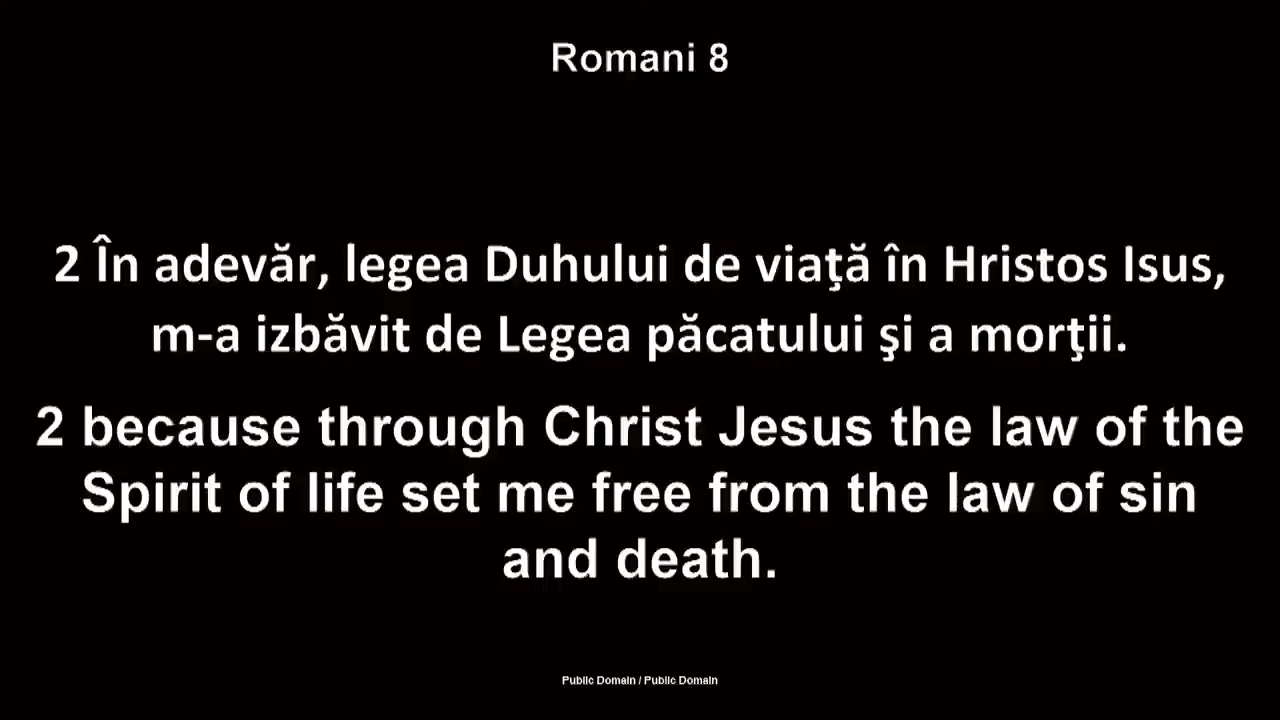 Romani 8
2 În adevăr, legea Duhului de viaţă în Hristos Isus,
m-a izbăvit de Legea păcatului şi a morţii.
2 because through Christ Jesus the law of the
Spirit of life set me free from the law of sin
and death.
Public Domain / Public Domain